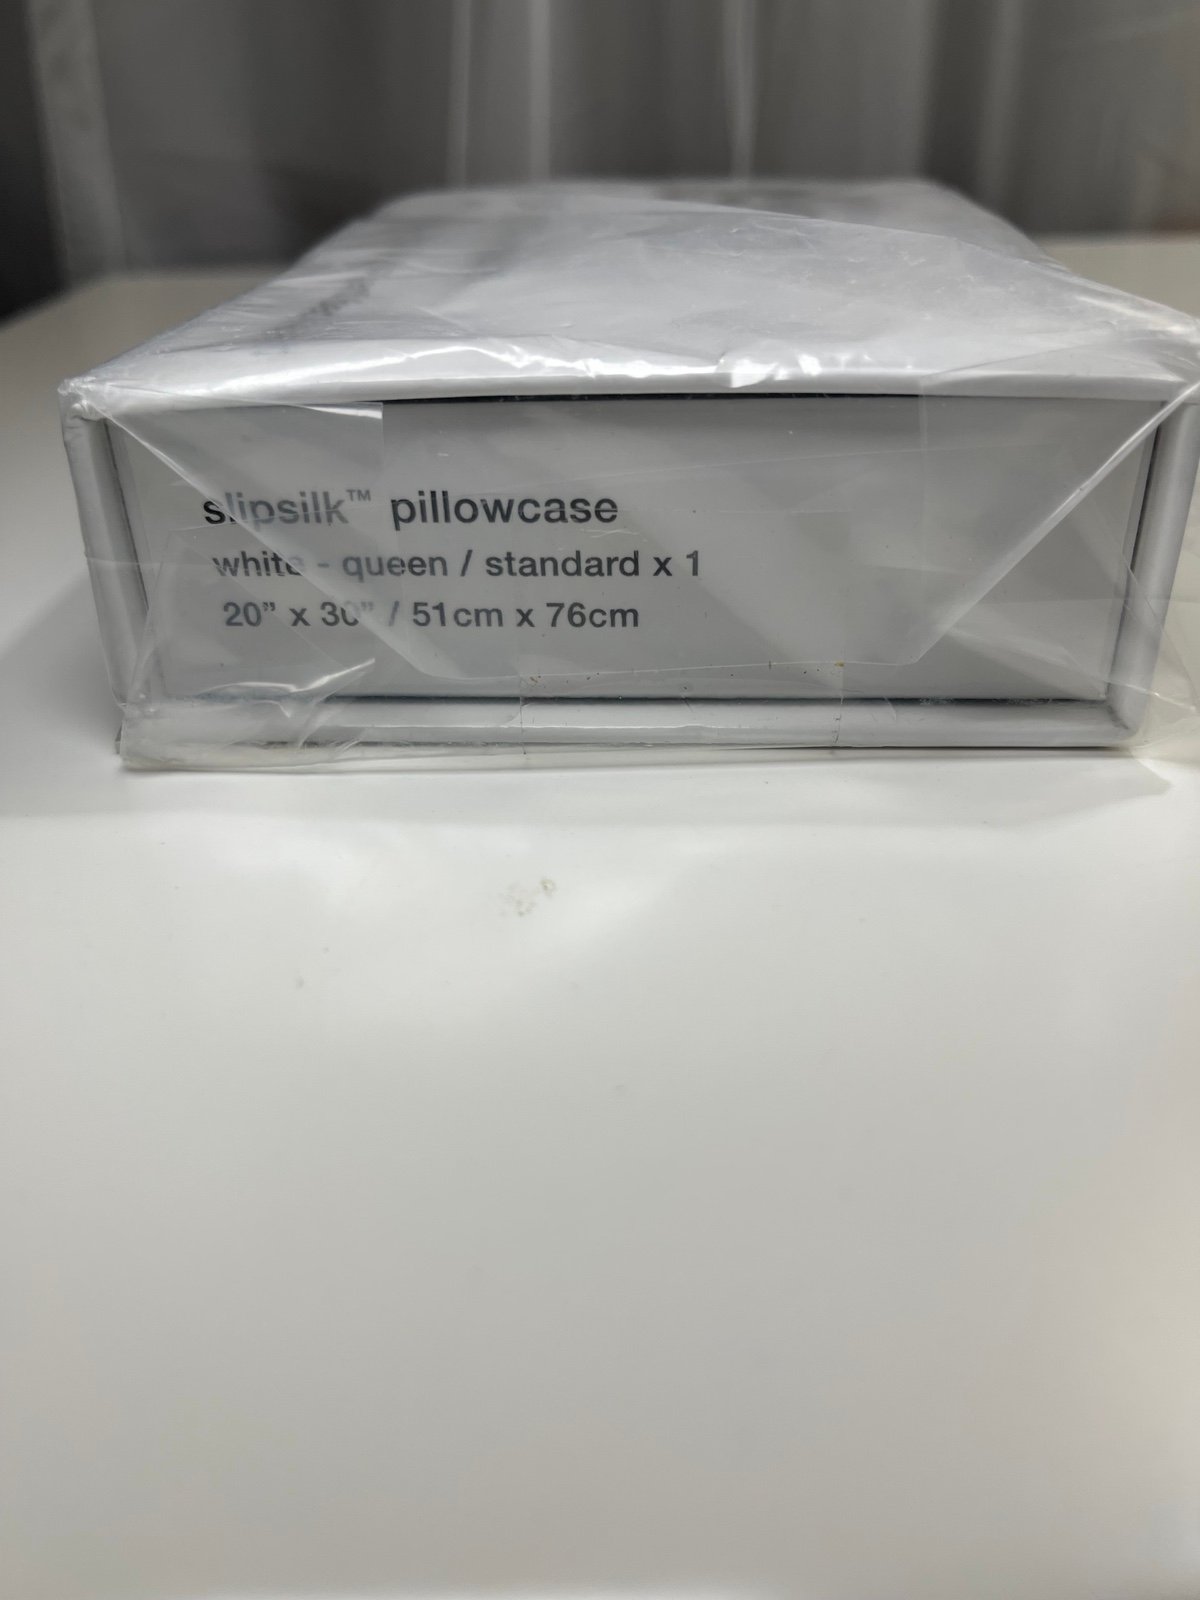 slipsilk™ pillowcase
white - queen / standard x 1
20” x 30” / 51cm x 76cm